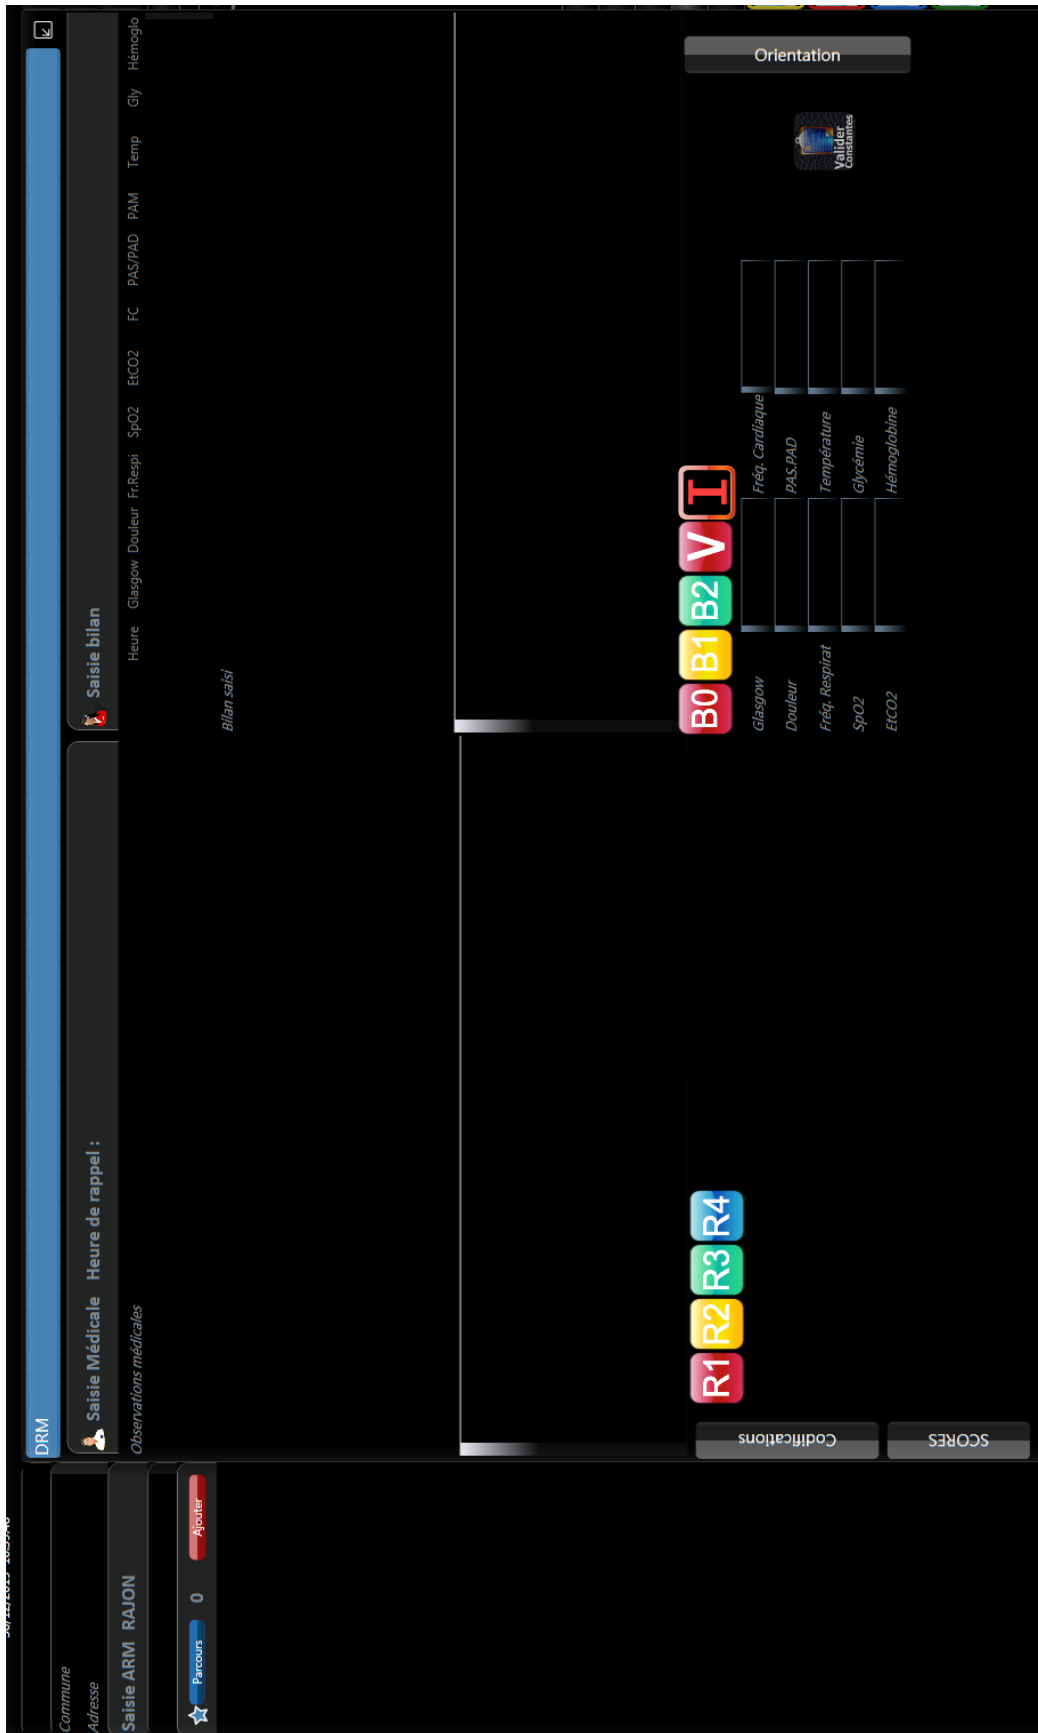 DRM
Commune
Adresse
Saisie ARM RAJON
Parcours 0 Ajouter
Saisie Médicale Heure de rappel :
Observations médicales
R1 R2 R3 R4
Codifications
SCORES
Saisie bilan
Heure Glasgow Douleur Fr.Respi SpO2 EtCO2 FC PAS/PAD PAM Temp Gly Hémoglo
Bilan saisi
B0 B1 B2 V I
Glasgow Fréq. Cardiaque
Douleur PAS.PAD
Fréq. Respirat Température
SpO2 Glycémie
EtCO2 Hémoglobine
Valider
Constantes
Orientation